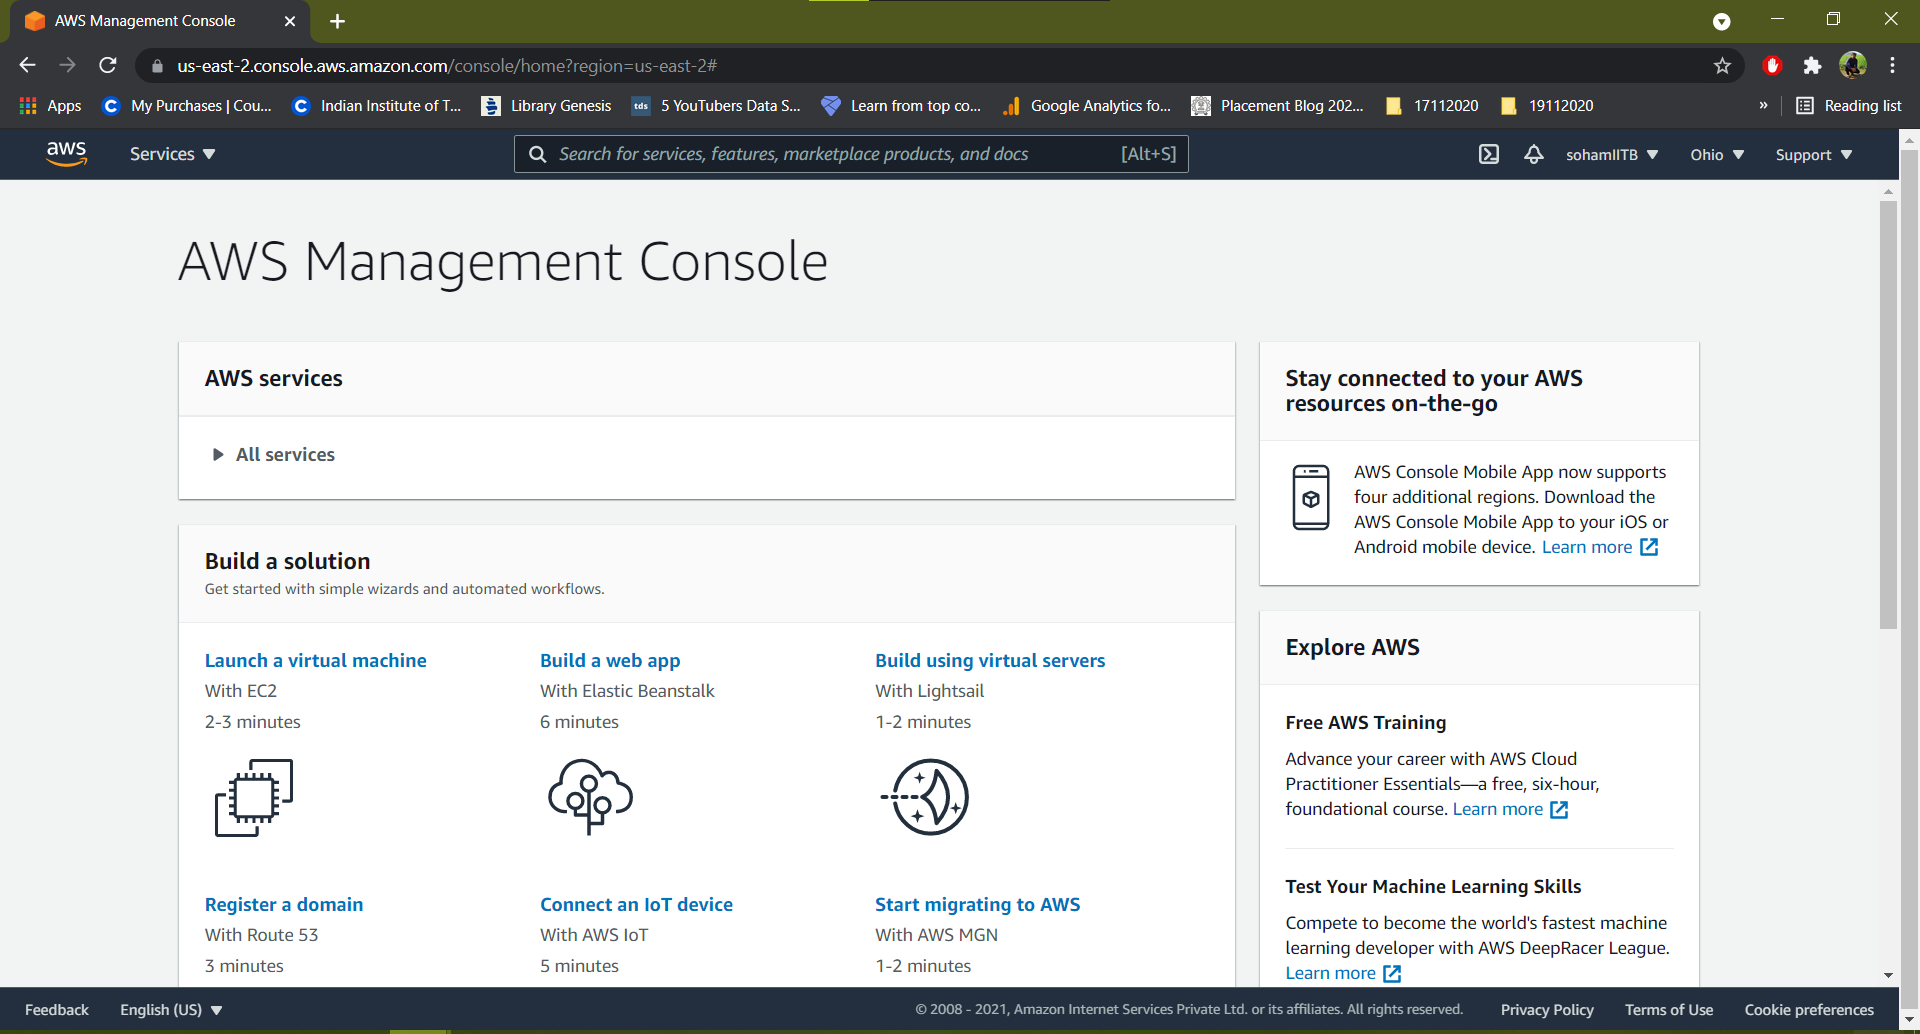 AWS Management Console
us-east-2.console.aws.amazon.com/console/home?region=us-east-2#
Apps My Purchases | Cou... Indian Institute of T... Library Genesis tds 5 YouTubers Data S... Learn from top co... Google Analytics fo... Placement Blog 202... 17112020 19112020 » Reading list
aws Services Search for services, features, marketplace products, and docs [Alt+S] sohamIITB Ohio Support
AWS Management Console
AWS services
All services
Build a solution
Get started with simple wizards and automated workflows.
Launch a virtual machine
With EC2
2-3 minutes
Build a web app
With Elastic Beanstalk
6 minutes
Build using virtual servers
With Lightsail
1-2 minutes
Register a domain
With Route 53
3 minutes
Connect an IoT device
With AWS IoT
5 minutes
Start migrating to AWS
With AWS MGN
1-2 minutes
Stay connected to your AWS
resources on-the-go
AWS Console Mobile App now supports
four additional regions. Download the
AWS Console Mobile App to your iOS or
Android mobile device. Learn more
Explore AWS
Free AWS Training
Advance your career with AWS Cloud
Practitioner Essentials—a free, six-hour,
foundational course. Learn more
Test Your Machine Learning Skills
Compete to become the world's fastest machine
learning developer with AWS DeepRacer League.
Learn more
Feedback English (US) © 2008 - 2021, Amazon Internet Services Private Ltd. or its affiliates. All rights reserved. Privacy Policy Terms of Use Cookie preferences